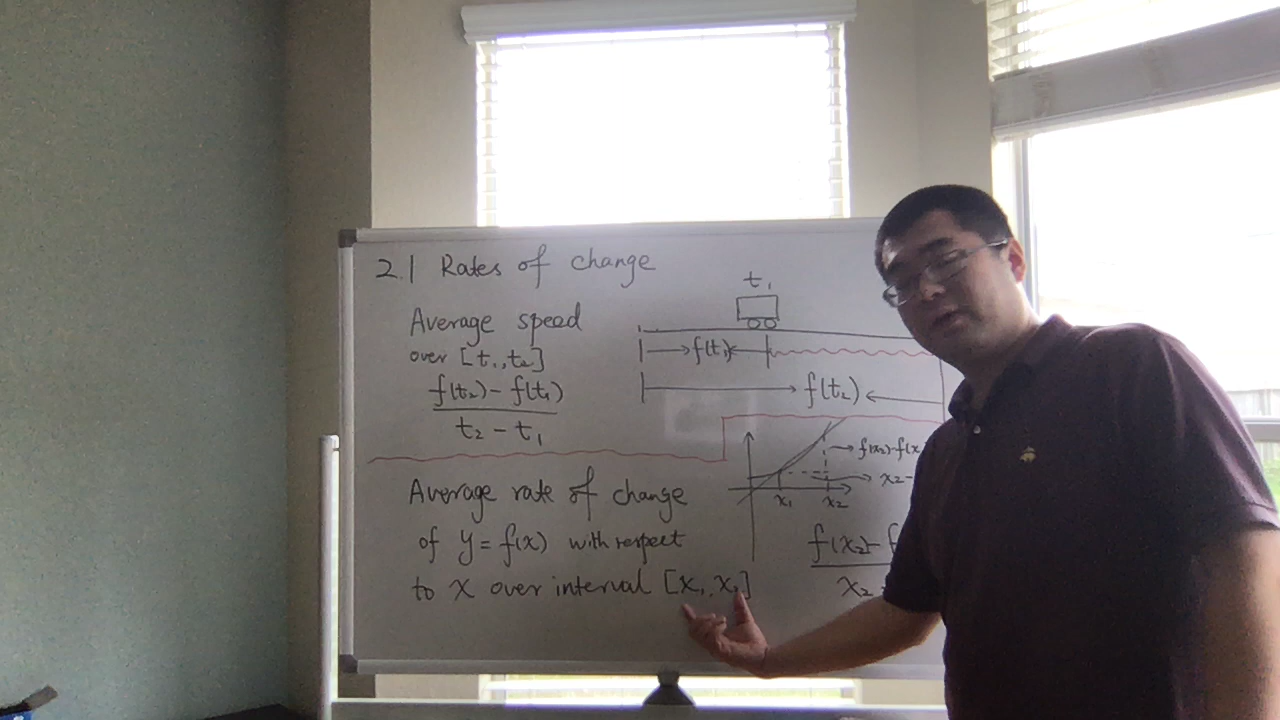 2.1 Rates of change
Average speed
over [t₁, t₂]
f(t₂) - f(t₁)
t₂ - t₁
t₁
f(t₁)
f(t₂)
f(x₂)-f(x
x₂-
x₁
x₂
Average rate of change
of y = f(x) with respect
to x over interval [x₁, x₂]
f(x₂)- f
x₂